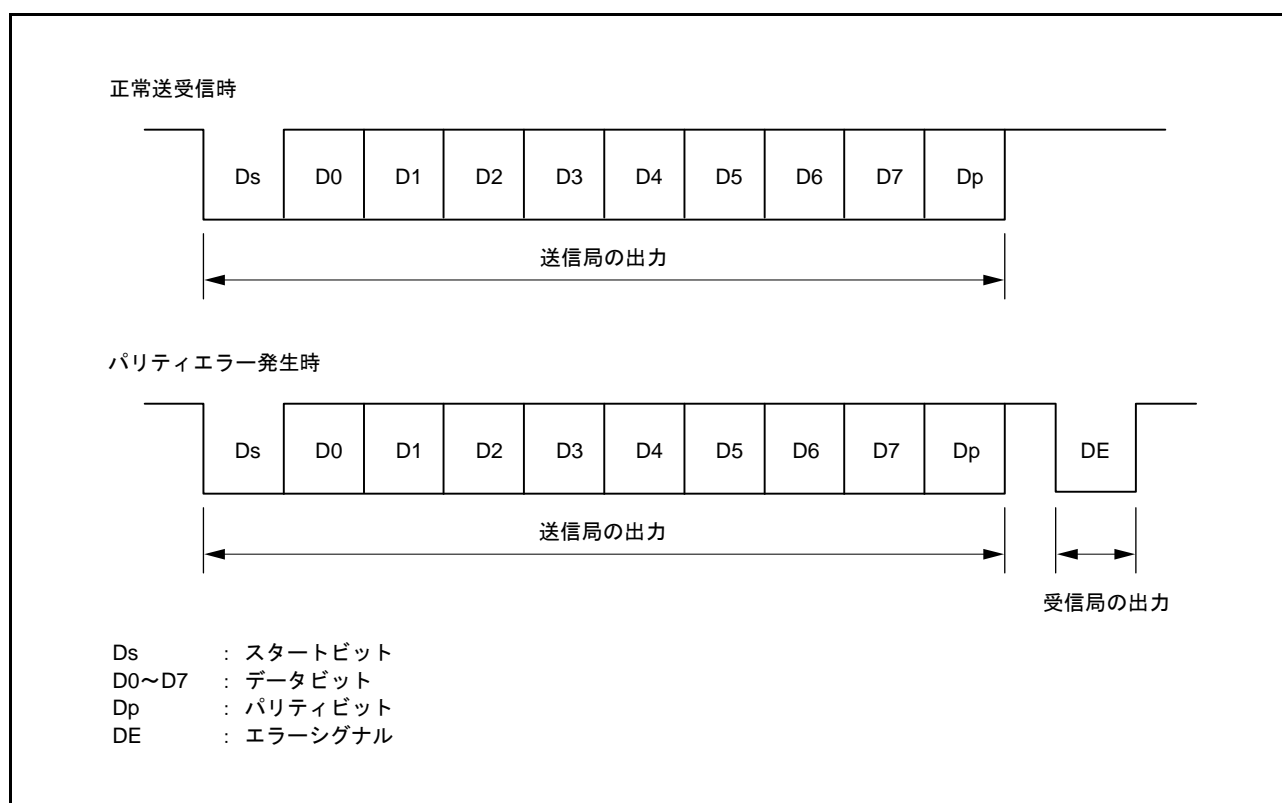 正常送受信時
Ds D0 D1 D2 D3 D4 D5 D6 D7 Dp
送信局の出力
パリティエラー発生時
Ds D0 D1 D2 D3 D4 D5 D6 D7 Dp DE
送信局の出力
受信局の出力
Ds : スタートビット
D0～D7 : データビット
Dp : パリティビット
DE : エラーシグナル